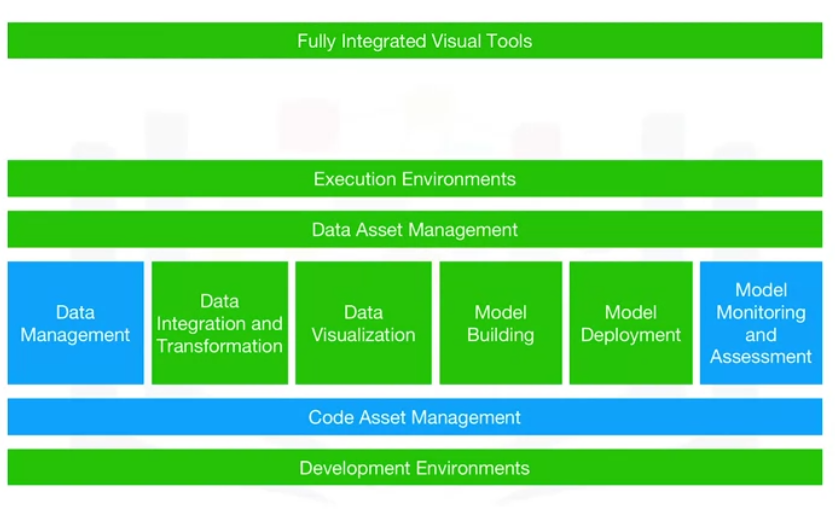 Fully Integrated Visual Tools
Execution Environments
Data Asset Management
Data
Management
Data
Integration and
Transformation
Data
Visualization
Model
Building
Model
Deployment
Model
Monitoring
and
Assessment
Code Asset Management
Development Environments